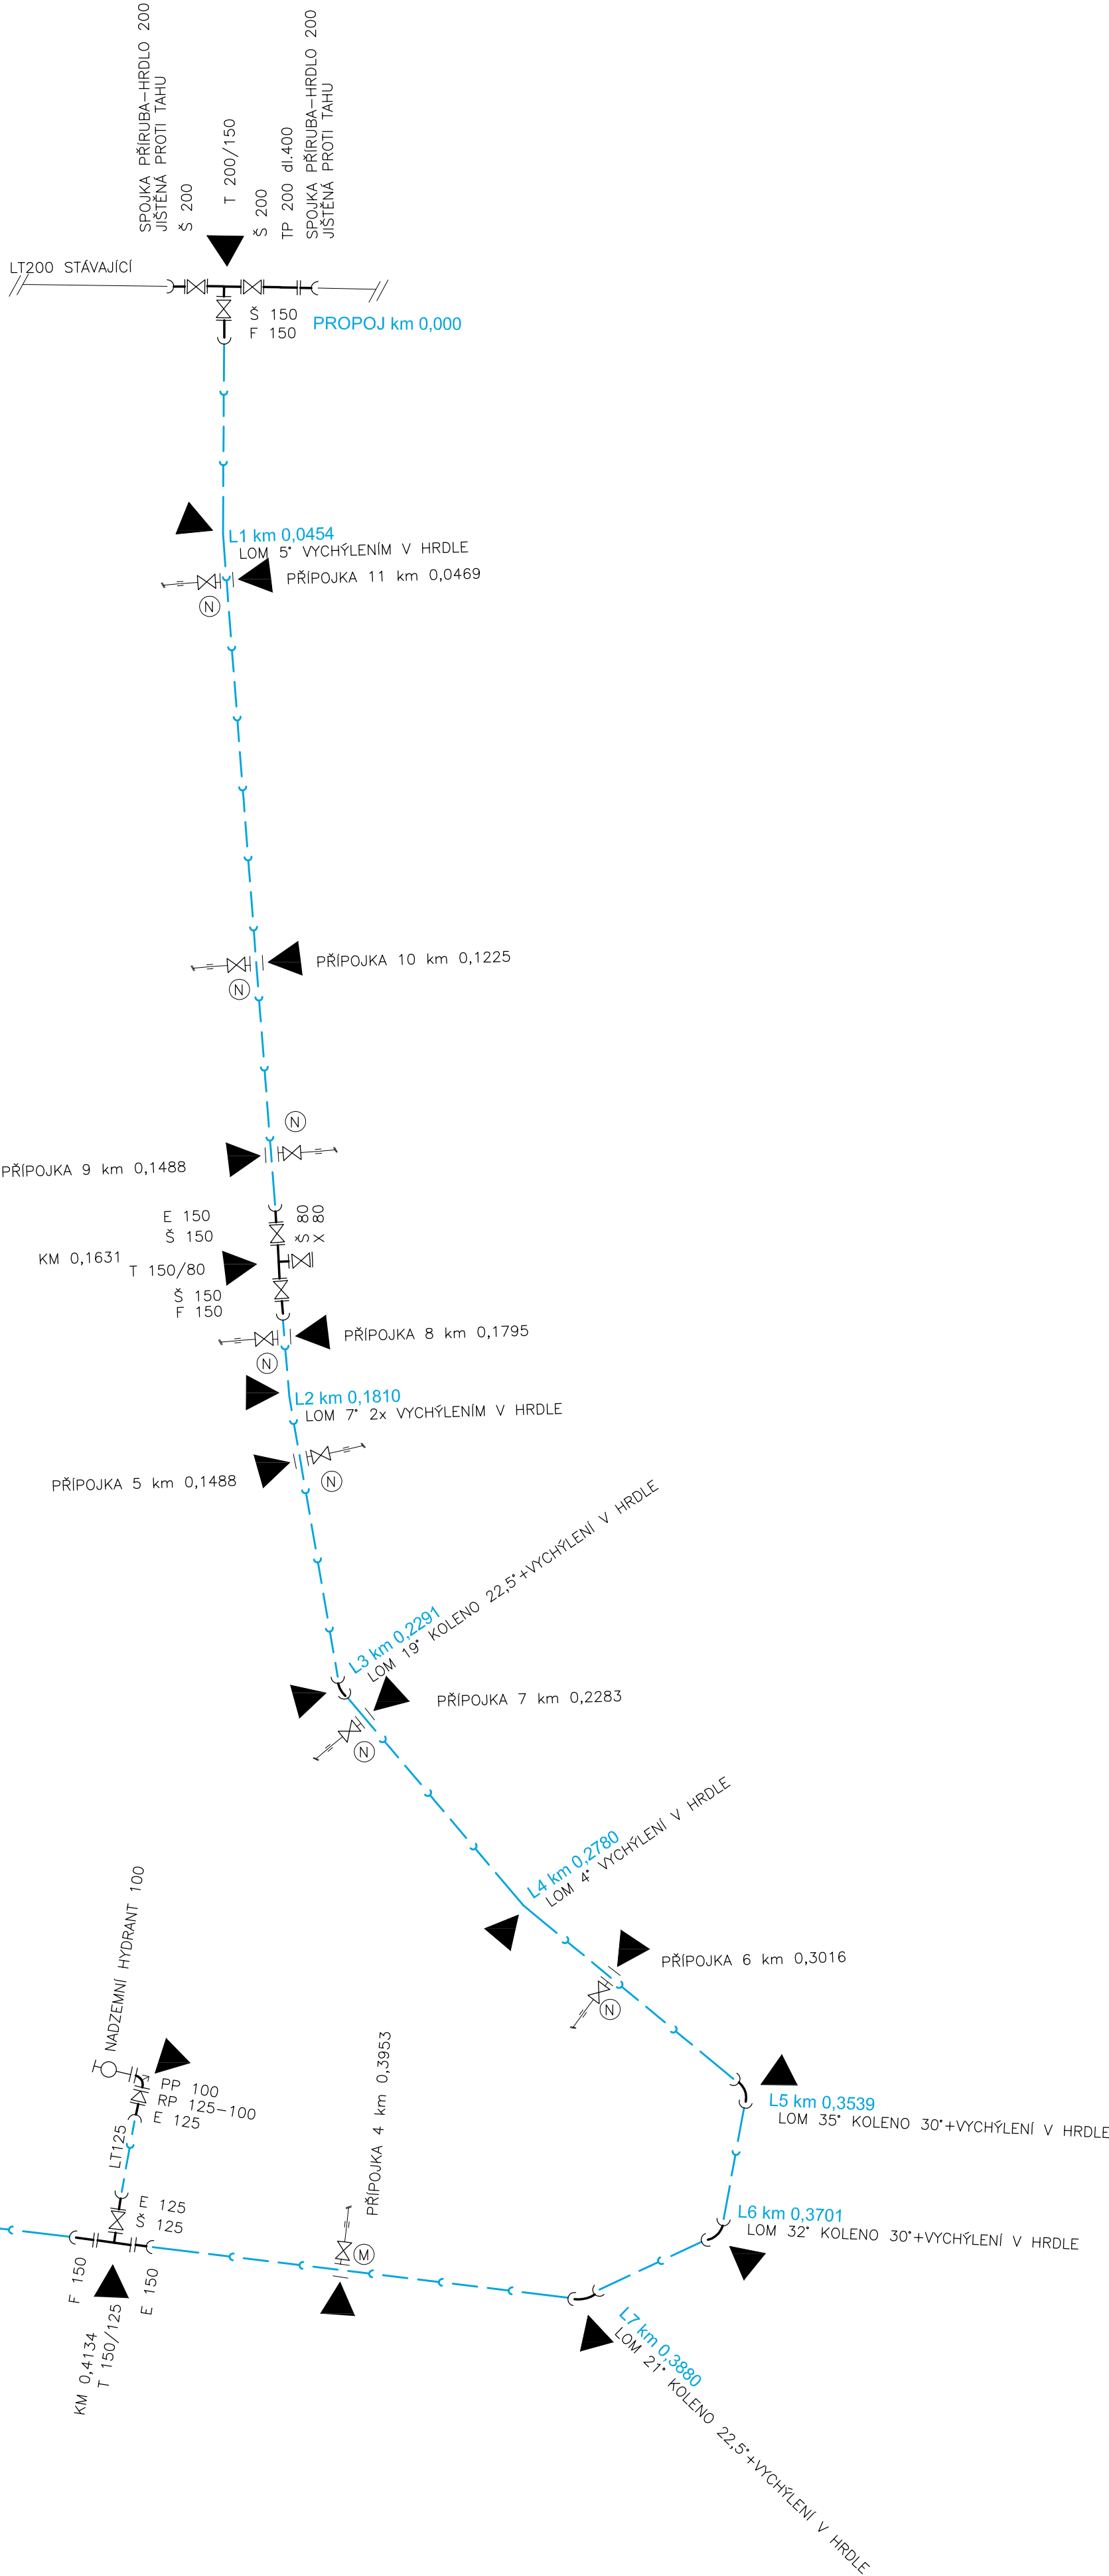 SPOJKA PŘÍRUBA-HRDLO 200
JIŠTĚNÁ PROTI TAHU
Š 200
T 200/150
Š 200
TP 200 dl.400
SPOJKA PŘÍRUBA-HRDLO 200
JIŠTĚNÁ PROTI TAHU
LT200 STÁVAJÍCÍ
Š 150
F 150
PROPOJ km 0,000
L1 km 0,0454
LOM 5° VYCHÝLENÍM V HRDLE
PŘÍPOJKA 11 km 0,0469
N
PŘÍPOJKA 10 km 0,1225
N
N
PŘÍPOJKA 9 km 0,1488
E 150
Š 150
Š 80
X 80
KM 0,1631
T 150/80
Š 150
F 150
PŘÍPOJKA 8 km 0,1795
N
L2 km 0,1810
LOM 7° 2x VYCHÝLENÍM V HRDLE
PŘÍPOJKA 5 km 0,1488
N
L3 km 0,2291
LOM 19° KOLENO 22,5°+VYCHÝLENÍ V HRDLE
PŘÍPOJKA 7 km 0,2283
N
L4 km 0,2780
LOM 4° VYCHÝLENÍ V HRDLE
PŘÍPOJKA 6 km 0,3016
N
NADZEMNÍ HYDRANT 100
PP 100
RP 125-100
E 125
LT125
E 125
Š 125
PŘÍPOJKA 4 km 0,3953
M
L5 km 0,3539
LOM 35° KOLENO 30°+VYCHÝLENÍ V HRDLE
L6 km 0,3701
LOM 32° KOLENO 30°+VYCHÝLENÍ V HRDLE
F 150
KM 0,4134
T 150/125
E 150
L7 km 0,3880
LOM 21° KOLENO 22,5°+VYCHÝLENÍ V HRDLE